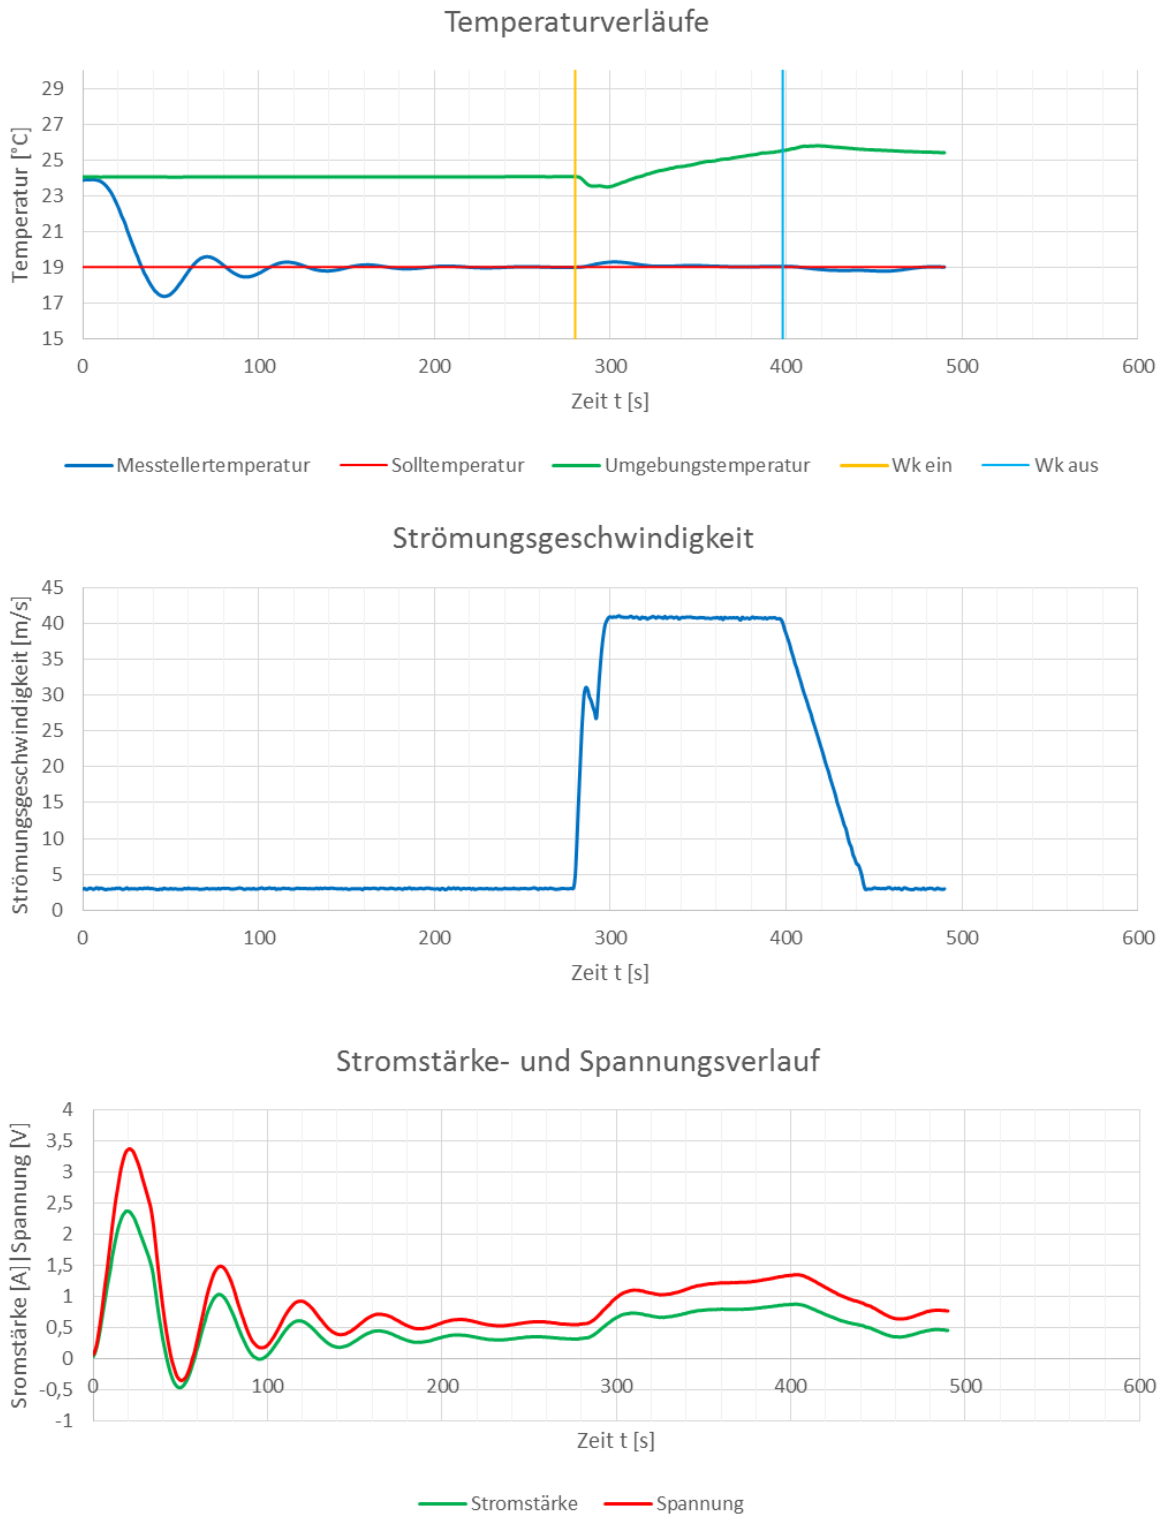 Temperaturverläufe
Temperatur [°C]
29
27
25
23
21
19
17
15
0 100 200 300 400 500 600
Zeit t [s]
Messtellertemperatur Solltemperatur Umgebungstemperatur Wk ein Wk aus
Strömungsgeschwindigkeit
Strömungsgeschwindigkeit [m/s]
45
40
35
30
25
20
15
10
5
0
0 100 200 300 400 500 600
Zeit t [s]
Stromstärke- und Spannungsverlauf
Sromstärke [A]|Spannung [V]
4
3,5
3
2,5
2
1,5
1
0,5
0
-0,5
-1
0 100 200 300 400 500 600
Zeit t [s]
Stromstärke Spannung